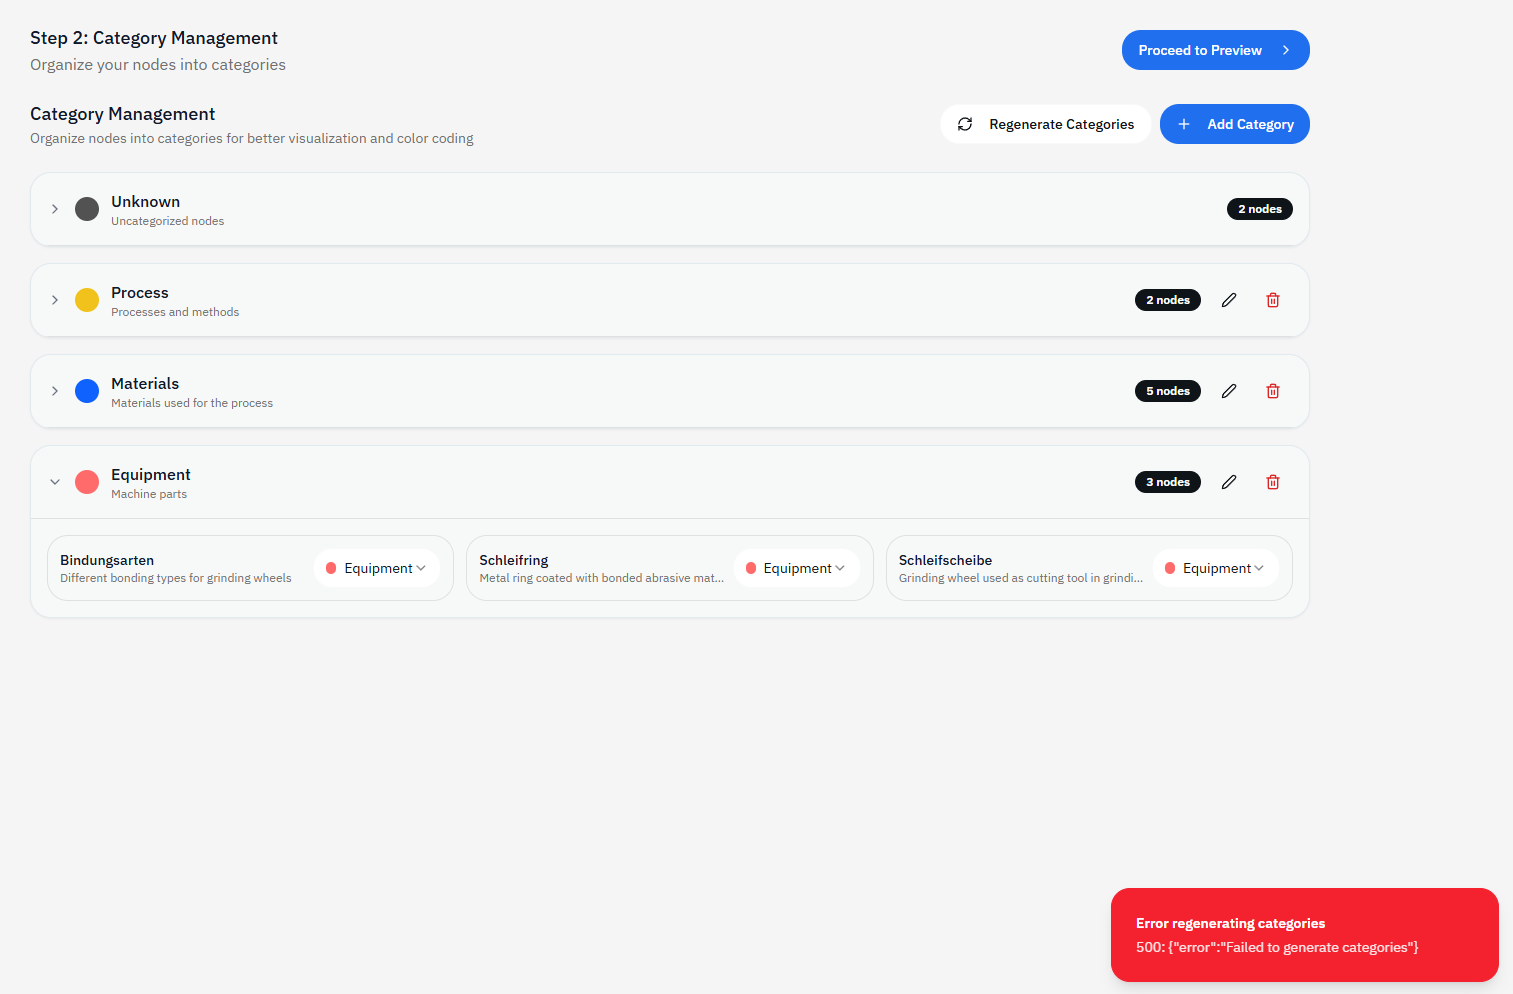 Step 2: Category Management
Organize your nodes into categories
Proceed to Preview
Category Management
Organize nodes into categories for better visualization and color coding
Regenerate Categories
Add Category
Unknown
Uncategorized nodes
2 nodes
Process
Processes and methods
2 nodes
Materials
Materials used for the process
5 nodes
Equipment
Machine parts
3 nodes
Bindungsarten
Different bonding types for grinding wheels
Equipment
Schleifring
Metal ring coated with bonded abrasive mat...
Equipment
Schleifscheibe
Grinding wheel used as cutting tool in grindi...
Equipment
Error regenerating categories
500: {"error":"Failed to generate categories"}